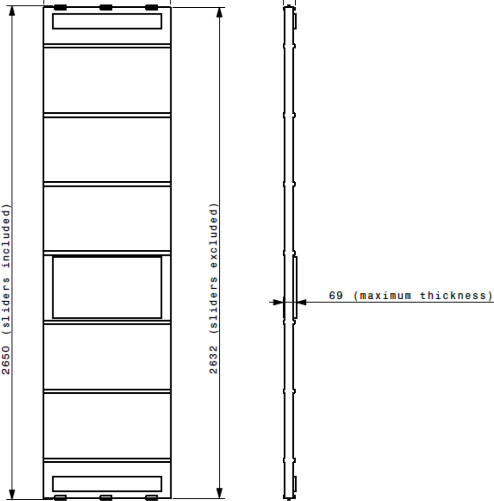 2650 (sliders included)
2632 (sliders excluded)
69 (maximum thickness)